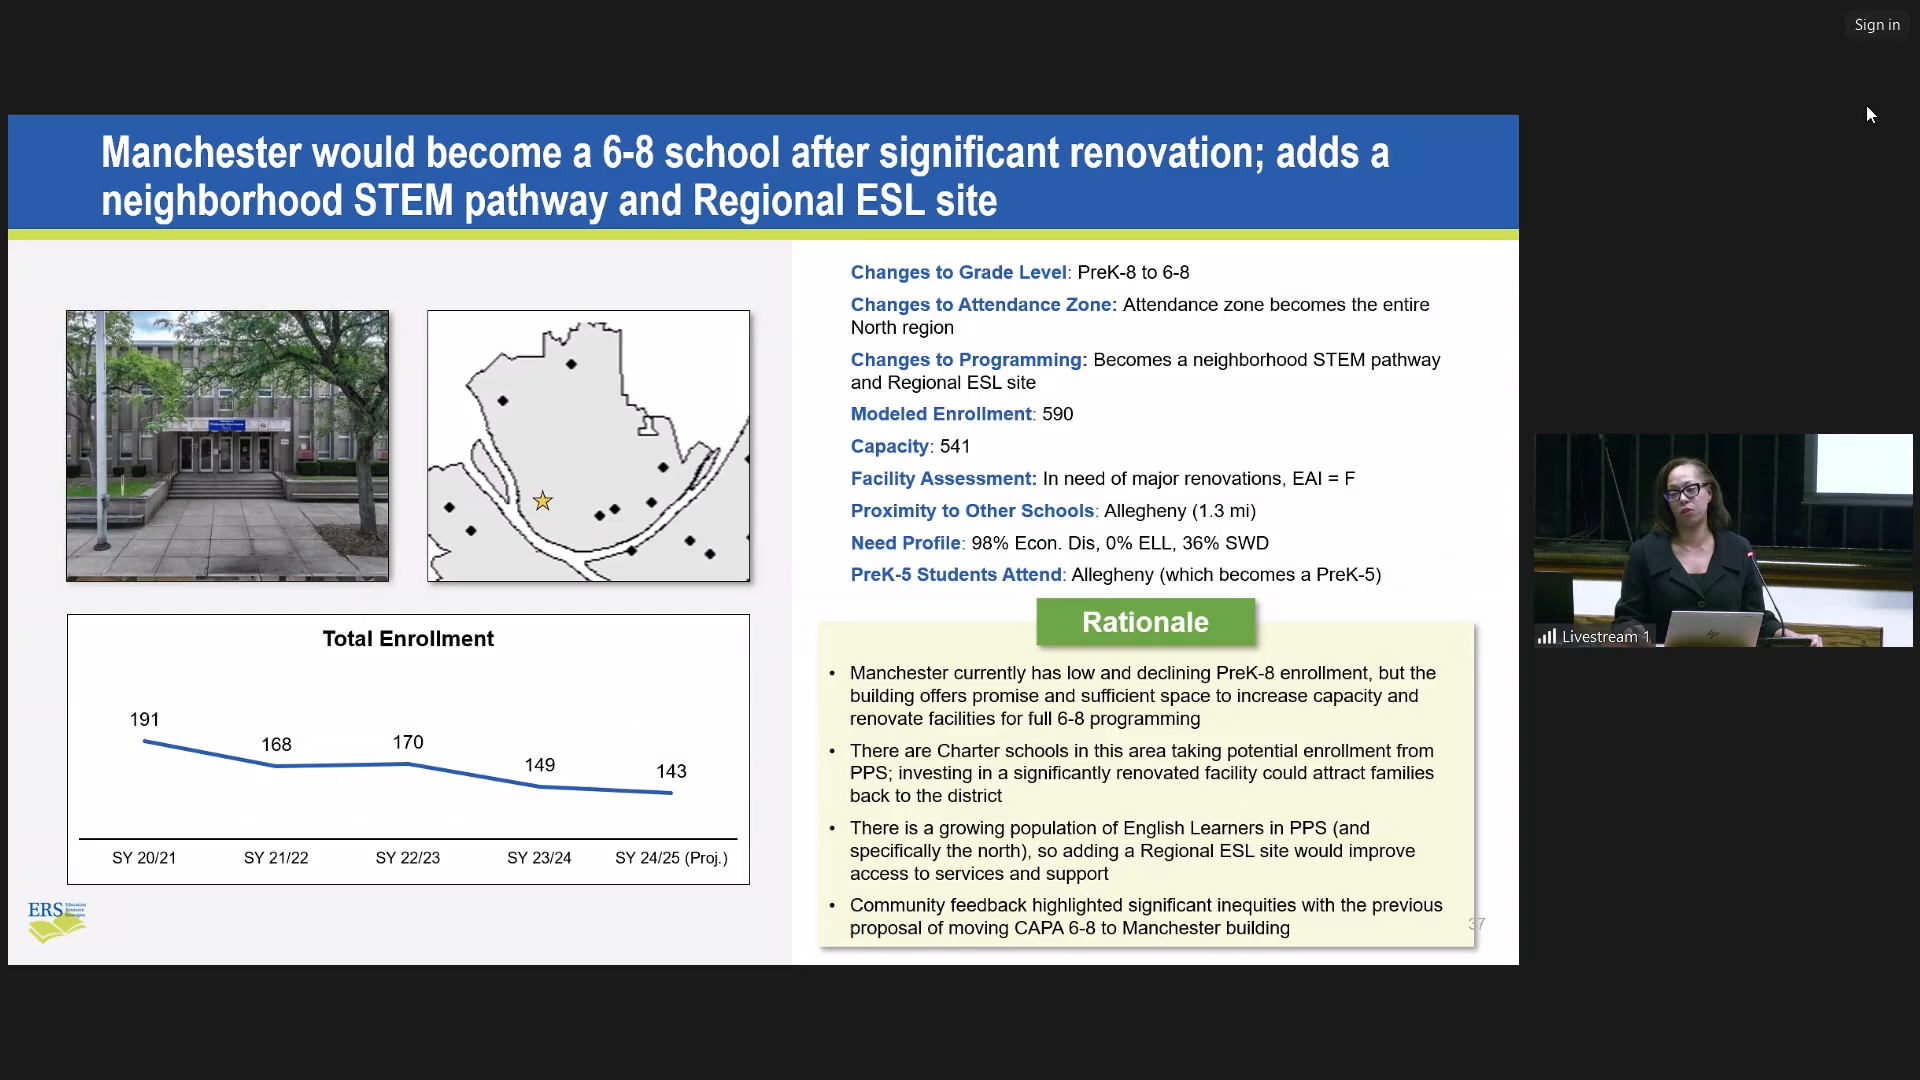 Sign in
Manchester would become a 6-8 school after significant renovation; adds a
neighborhood STEM pathway and Regional ESL site
Changes to Grade Level: PreK-8 to 6-8
Changes to Attendance Zone: Attendance zone becomes the entire
North region
Changes to Programming: Becomes a neighborhood STEM pathway
and Regional ESL site
Modeled Enrollment: 590
Capacity: 541
Facility Assessment: In need of major renovations, EAI = F
Proximity to Other Schools: Allegheny (1.3 mi)
Need Profile: 98% Econ. Dis, 0% ELL, 36% SWD
PreK-5 Students Attend: Allegheny (which becomes a PreK-5)
Total Enrollment
191
168
170
149
143
SY 20/21
SY 21/22
SY 22/23
SY 23/24
SY 24/25 (Proj.)
Rationale
• Manchester currently has low and declining PreK-8 enrollment, but the
building offers promise and sufficient space to increase capacity and
renovate facilities for full 6-8 programming
• There are Charter schools in this area taking potential enrollment from
PPS; investing in a significantly renovated facility could attract families
back to the district
• There is a growing population of English Learners in PPS (and
specifically the north), so adding a Regional ESL site would improve
access to services and support
• Community feedback highlighted significant inequities with the previous
proposal of moving CAPA 6-8 to Manchester building
37
ERS
Education
Resource
Strategies
Livestream 1
hp